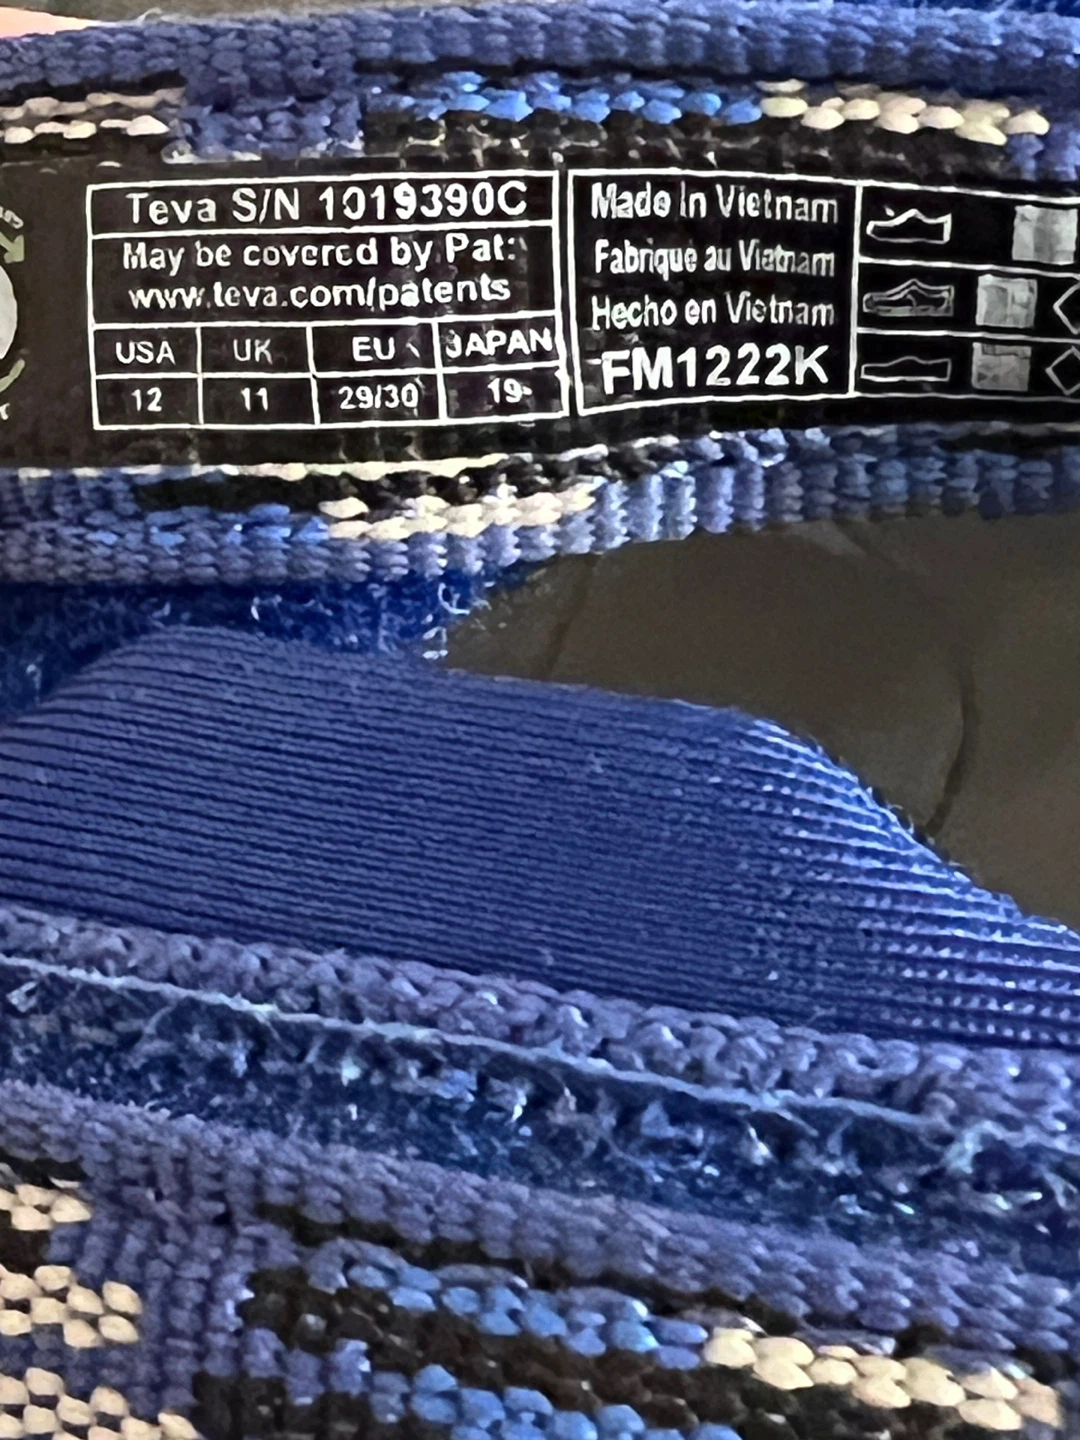 Teva S/N 1019390C
May be covered by Pat:
www.teva.com/patents
USA UK EU JAPAN
12 11 29/30 19
Made In Vietnam
Fabrique au Vietnam
Hecho en Vietnam
FM1222K